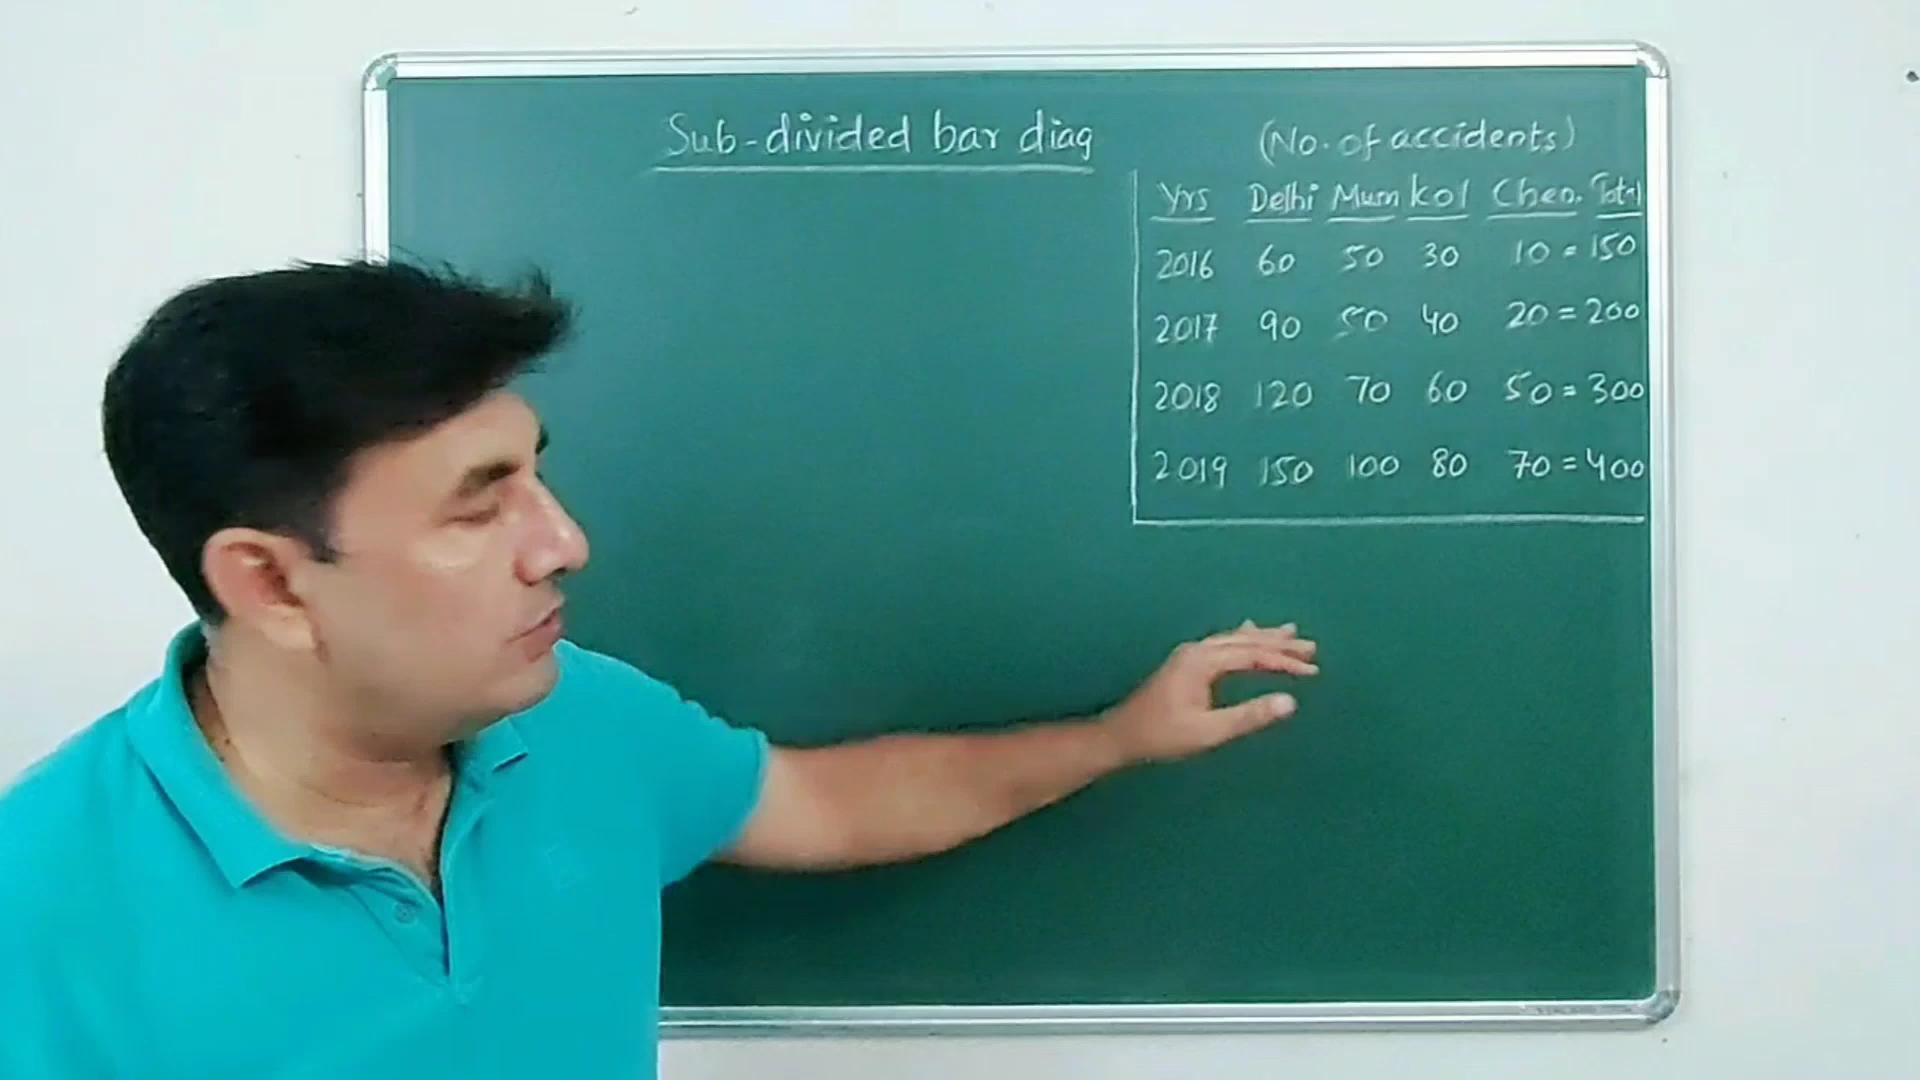 Sub-divided bar diag
(No. of accidents)
Yrs Delhi Mum Kol Chen. Total
2016 60 50 30 10 = 150
2017 90 50 40 20 = 200
2018 120 70 60 50 = 300
2019 150 100 80 70 = 400